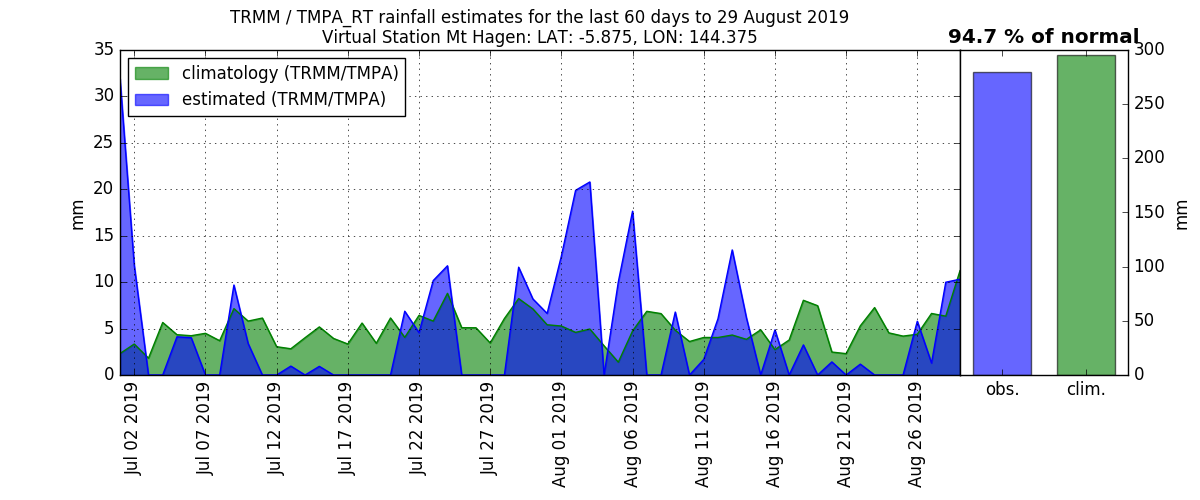 TRMM / TMPA_RT rainfall estimates for the last 60 days to 29 August 2019
Virtual Station Mt Hagen: LAT: -5.875, LON: 144.375
94.7 % of normal
climatology (TRMM/TMPA)
estimated (TRMM/TMPA)
35
30
25
20
15
10
5
0
mm
300
250
200
150
100
50
0
mm
Jul 02 2019
Jul 07 2019
Jul 12 2019
Jul 17 2019
Jul 22 2019
Jul 27 2019
Aug 01 2019
Aug 06 2019
Aug 11 2019
Aug 16 2019
Aug 21 2019
Aug 26 2019
obs.
clim.